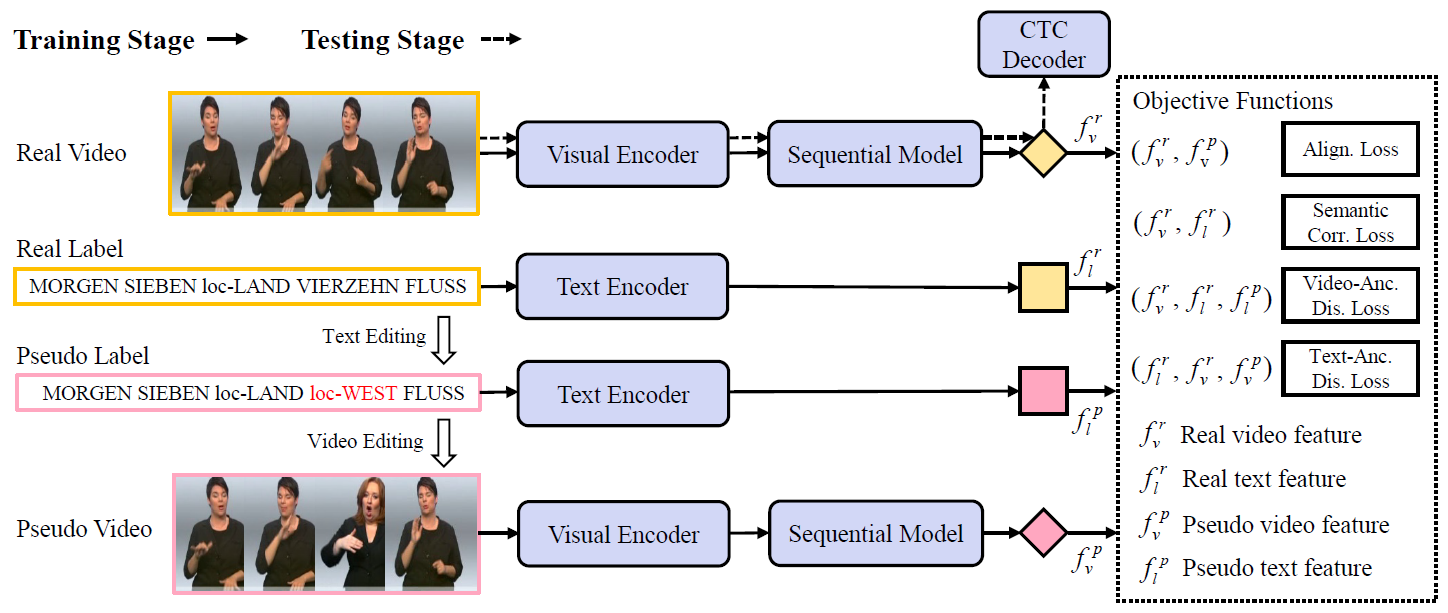 Training Stage
Testing Stage
CTC
Decoder
Real Video
Visual Encoder
Sequential Model
f_v^r
Objective Functions
(f_v^r, f_v^p)
Align. Loss
(f_v^r, f_l^r)
Semantic
Corr. Loss
Real Label
MORGEN SIEBEN loc-LAND VIERZEHN FLUSS
Text Encoder
f_l^r
(f_v^r, f_l^r, f_l^p)
Video-Anc.
Dis. Loss
Text Editing
Pseudo Label
MORGEN SIEBEN loc-LAND loc-WEST FLUSS
Text Encoder
f_l^p
(f_l^r, f_v^r, f_v^p)
Text-Anc.
Dis. Loss
Video Editing
Pseudo Video
Visual Encoder
Sequential Model
f_v^p
f_v^r Real video feature
f_l^r Real text feature
f_v^p Pseudo video feature
f_l^p Pseudo text feature